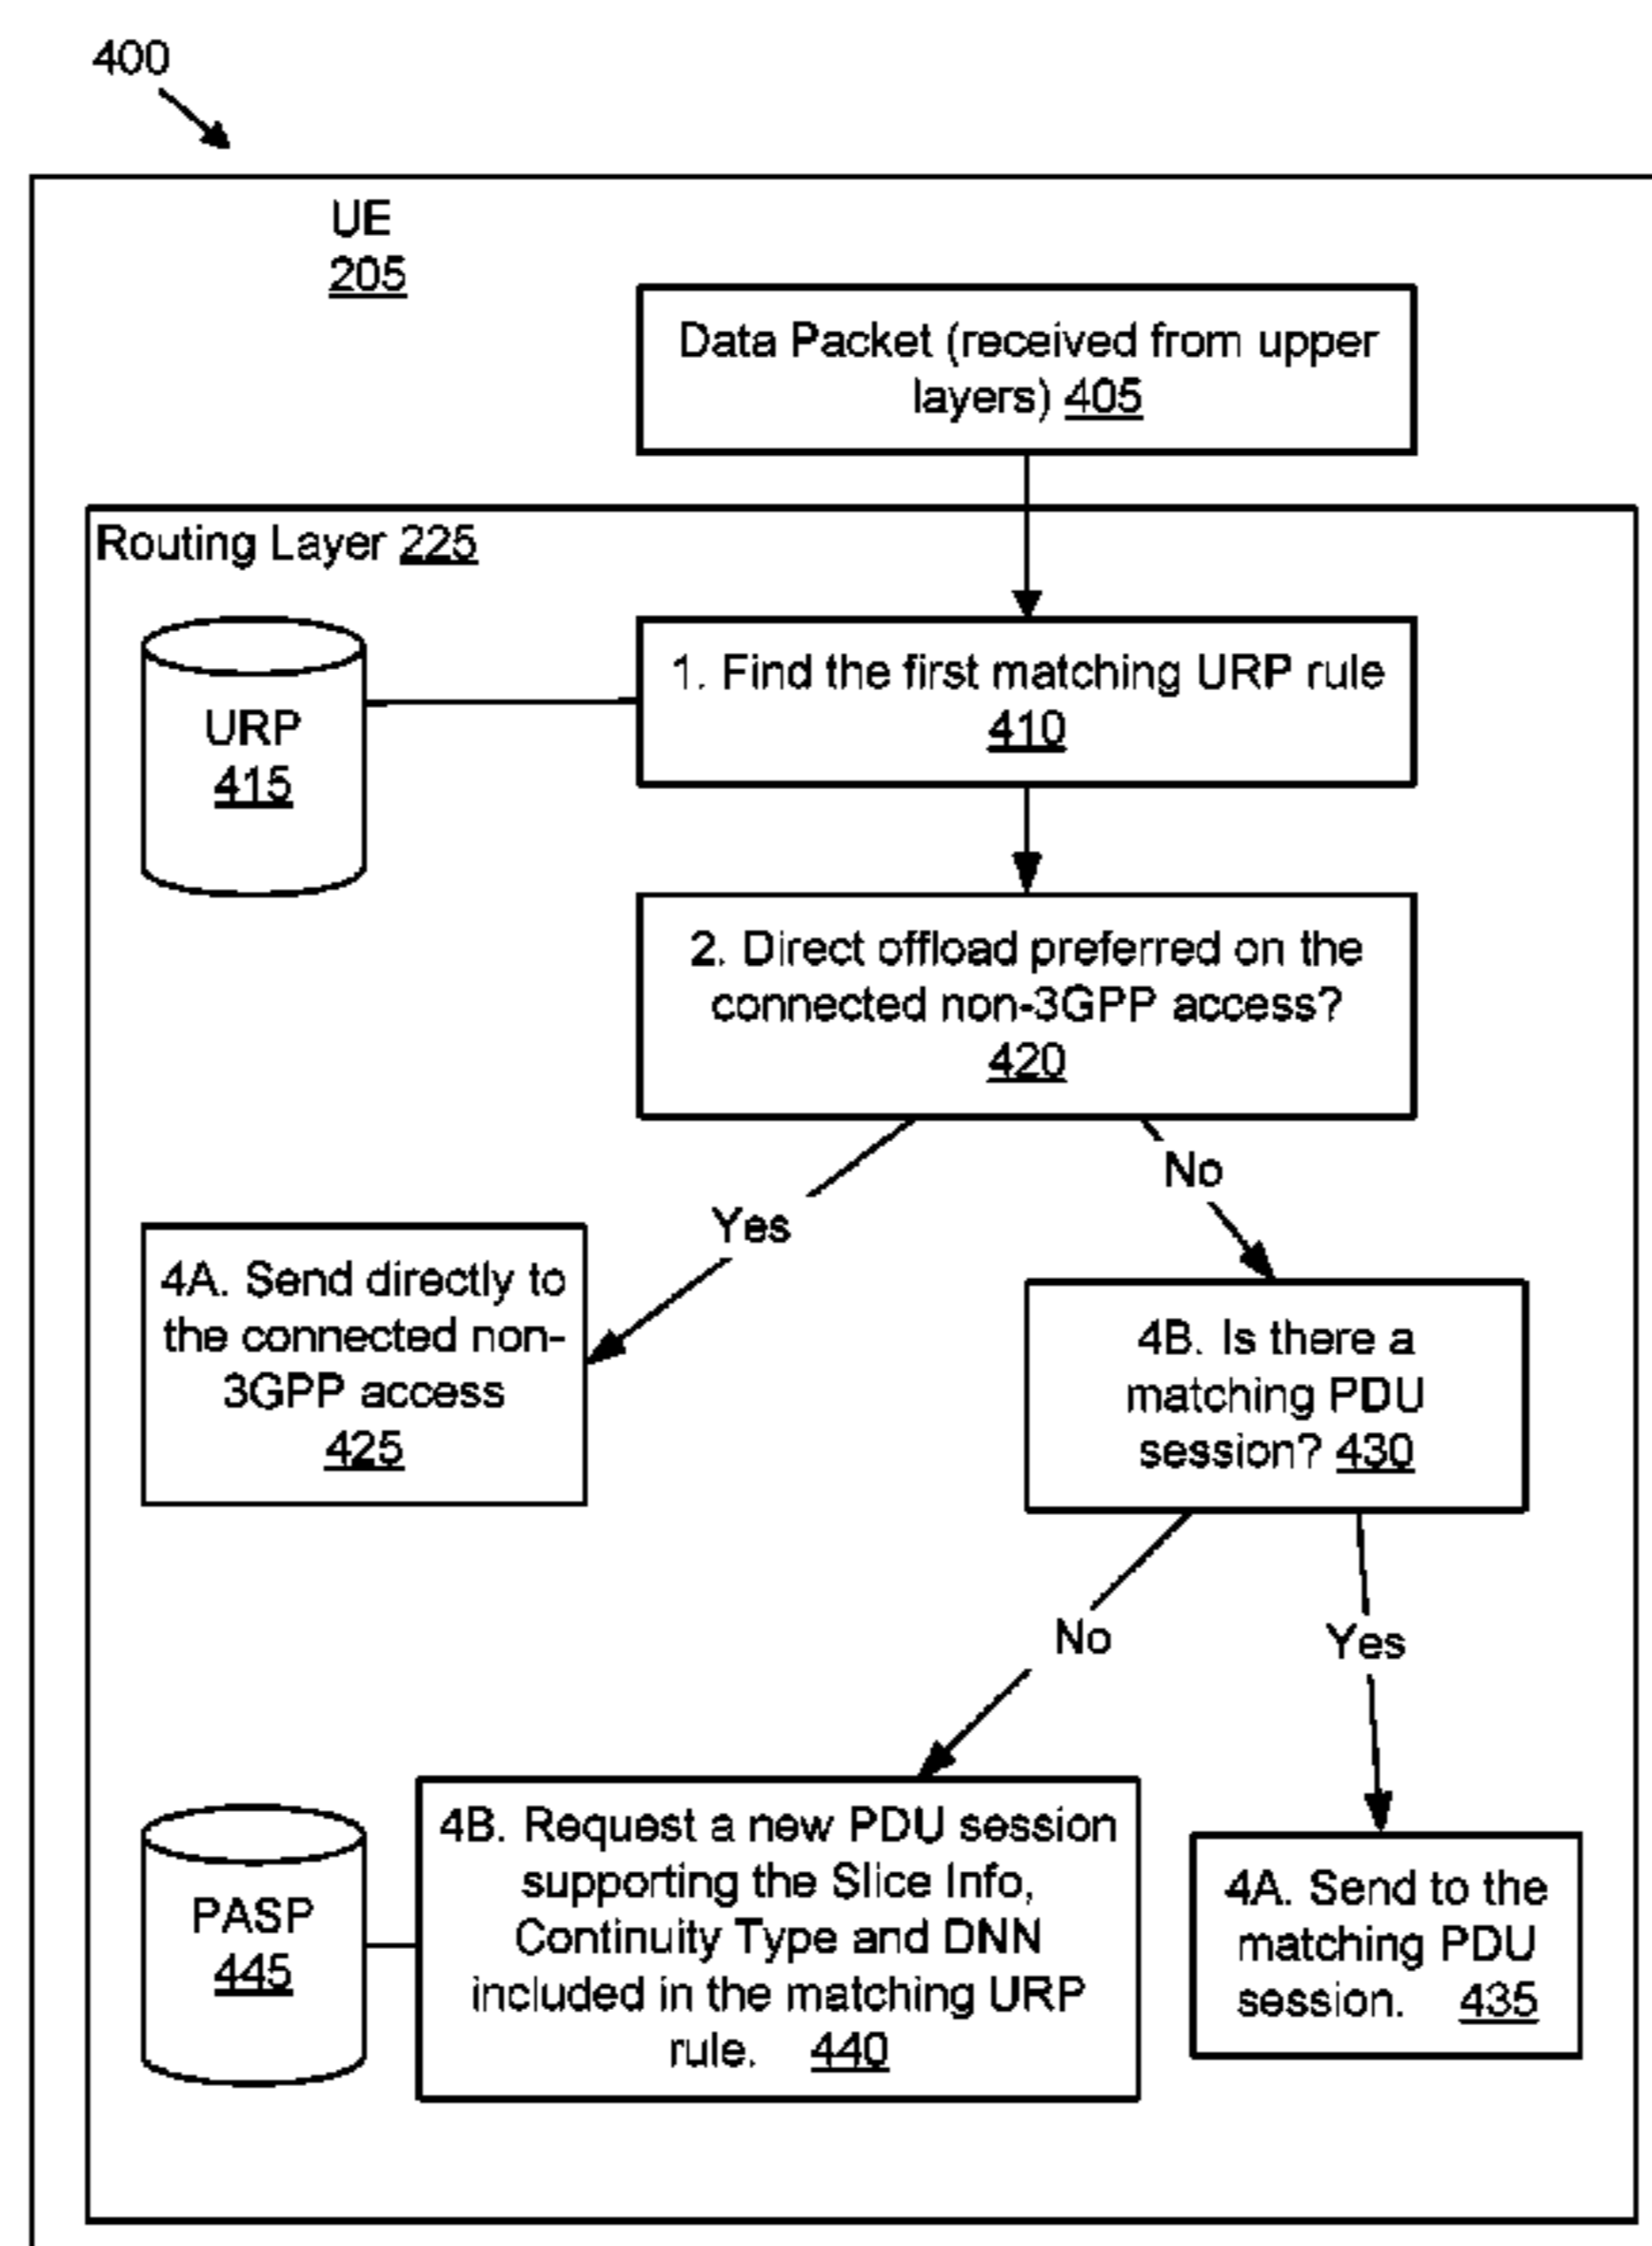 400
UE
205
Data Packet (received from upper
layers) 405
Routing Layer 225
URP
415
1. Find the first matching URP rule
410
2. Direct offload preferred on the
connected non-3GPP access?
420
Yes
No
4A. Send directly to
the connected non-
3GPP access
425
4B. Is there a
matching PDU
session? 430
No
Yes
PASP
445
4B. Request a new PDU session
supporting the Slice Info,
Continuity Type and DNN
included in the matching URP
rule. 440
4A. Send to the
matching PDU
session. 435